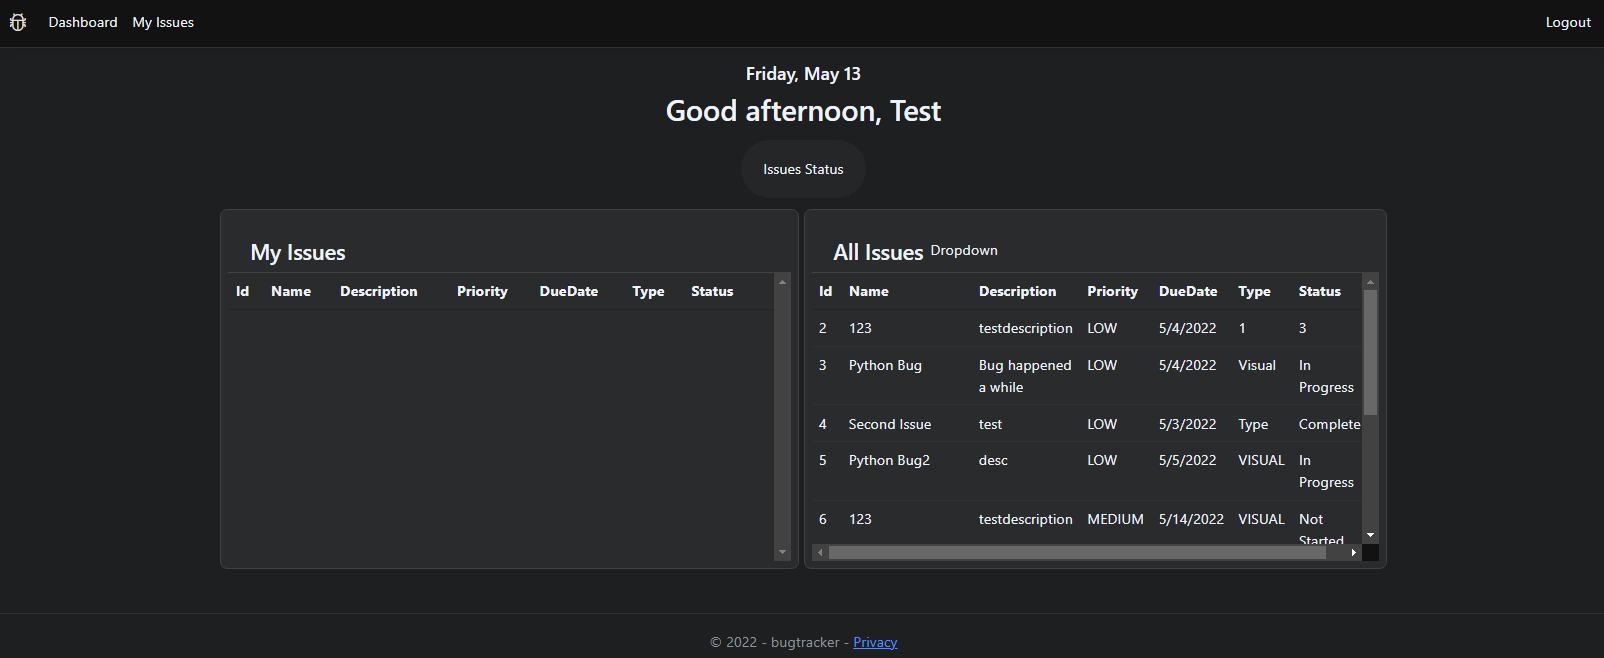 Dashboard My Issues Logout
Friday, May 13
Good afternoon, Test
Issues Status
My Issues
Id Name Description Priority DueDate Type Status
All Issues Dropdown
Id Name Description Priority DueDate Type Status
2 123 testdescription LOW 5/4/2022 1 3
3 Python Bug Bug happened LOW 5/4/2022 Visual In
a while Progress
4 Second Issue test LOW 5/3/2022 Type Complete
5 Python Bug2 desc LOW 5/5/2022 VISUAL In
Progress
6 123 testdescription MEDIUM 5/14/2022 VISUAL Not
Started
© 2022 - bugtracker - Privacy